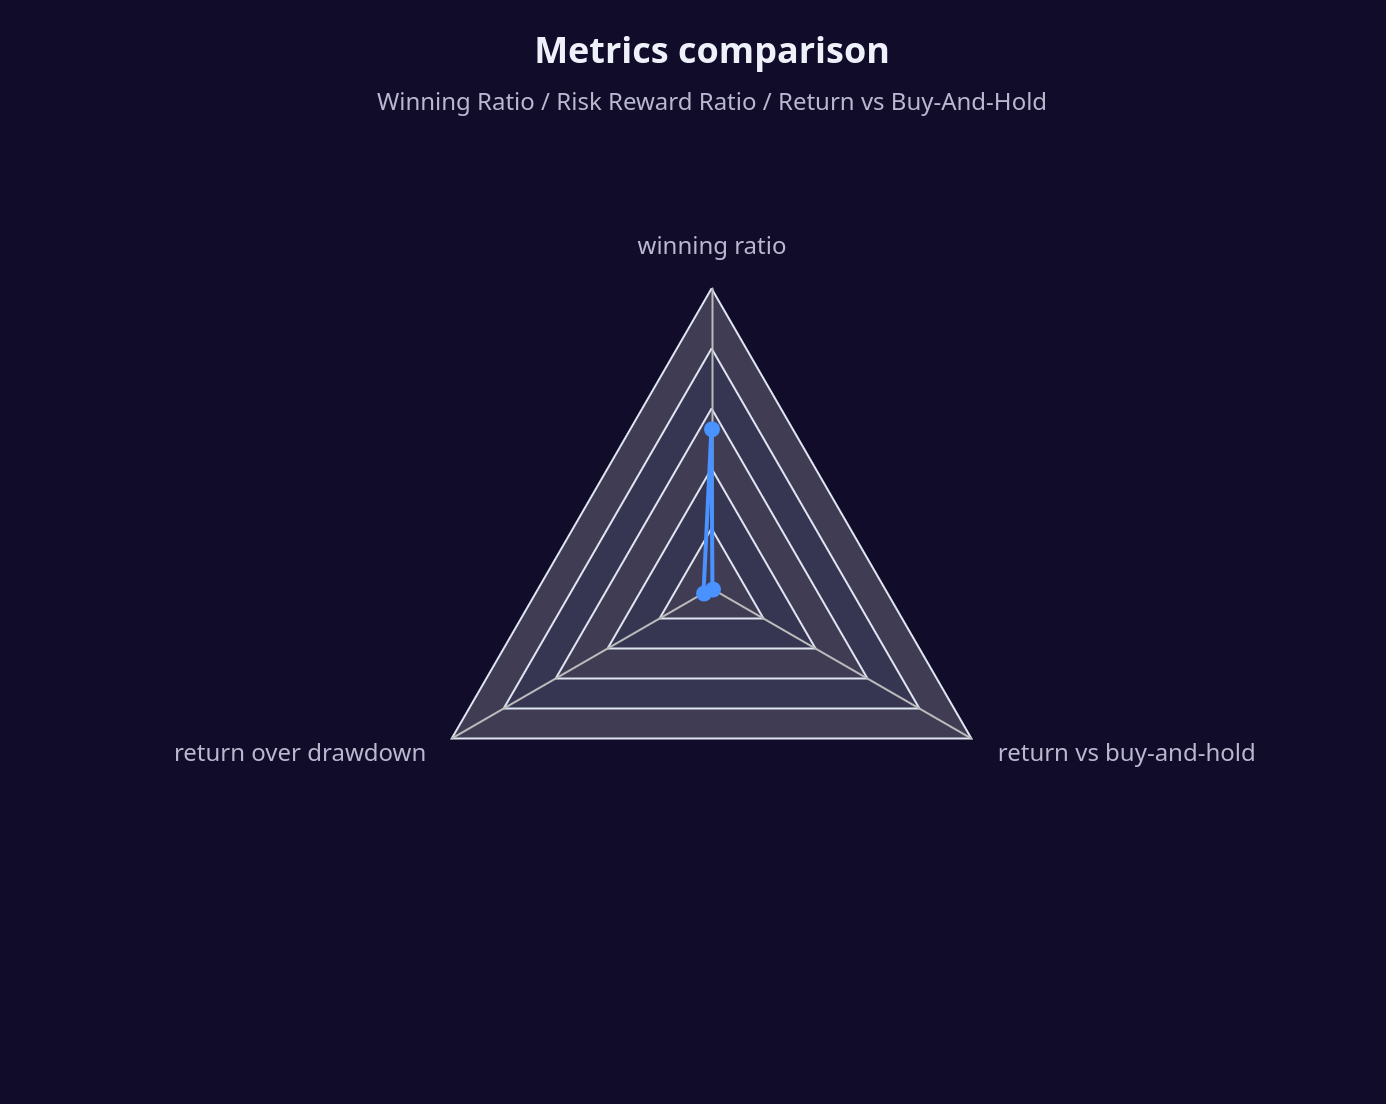 Metrics comparison
Winning Ratio / Risk Reward Ratio / Return vs Buy-And-Hold
winning ratio
return over drawdown
return vs buy-and-hold